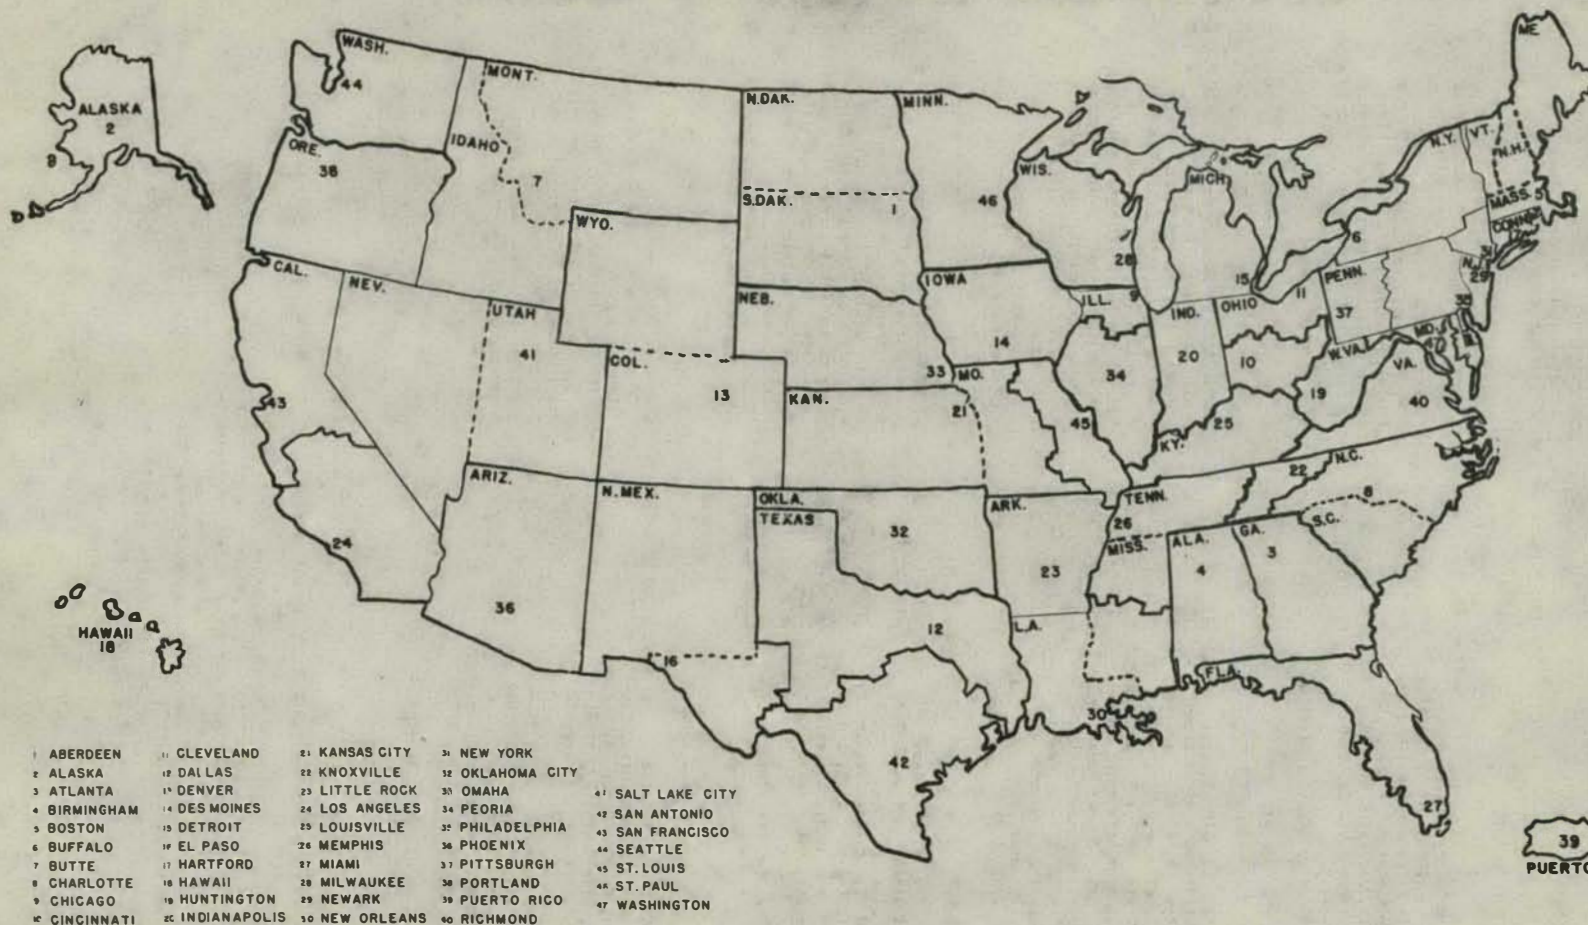 WASH.
44
MONT.
N.DAK.
MINN.
ME.
ALASKA
2
9
IDAHO
ORE.
38
7
N.Y.
VT.
N.H.
WIS.
MICH.
S.DAK.
1
46
MASS. 5
CONN.
17
WYO.
6
CAL.
NEV.
28
15
IOWA
PENN.
31
N.J.
29
NEB.
ILL.
9
IND.
OHIO
11
UTAH
41
37
35
14
COL.
20
10
W.VA.
MD.
47
VA.
33
MO.
34
13
KAN.
21
19
40
43
45
25
KY.
N.C.
22
ARIZ.
N.MEX.
OKLA.
TEXAS
ARK.
TENN.
26
8
S.C.
32
MISS.
ALA.
GA.
3
24
23
4
36
HAWAII
18
L.A.
12
16
FLA.
30
42
27
39
PUERTO
1 ABERDEEN
2 ALASKA
3 ATLANTA
4 BIRMINGHAM
5 BOSTON
6 BUFFALO
7 BUTTE
8 CHARLOTTE
9 CHICAGO
10 CINCINNATI
11 CLEVELAND
12 DALLAS
13 DENVER
14 DES MOINES
15 DETROIT
16 EL PASO
17 HARTFORD
18 HAWAII
19 HUNTINGTON
20 INDIANAPOLIS
21 KANSAS CITY
22 KNOXVILLE
23 LITTLE ROCK
24 LOS ANGELES
25 LOUISVILLE
26 MEMPHIS
27 MIAMI
28 MILWAUKEE
29 NEWARK
30 NEW ORLEANS
31 NEW YORK
32 OKLAHOMA CITY
33 OMAHA
34 PEORIA
35 PHILADELPHIA
36 PHOENIX
37 PITTSBURGH
38 PORTLAND
39 PUERTO RICO
40 RICHMOND
41 SALT LAKE CITY
42 SAN ANTONIO
43 SAN FRANCISCO
44 SEATTLE
45 ST. LOUIS
46 ST. PAUL
47 WASHINGTON